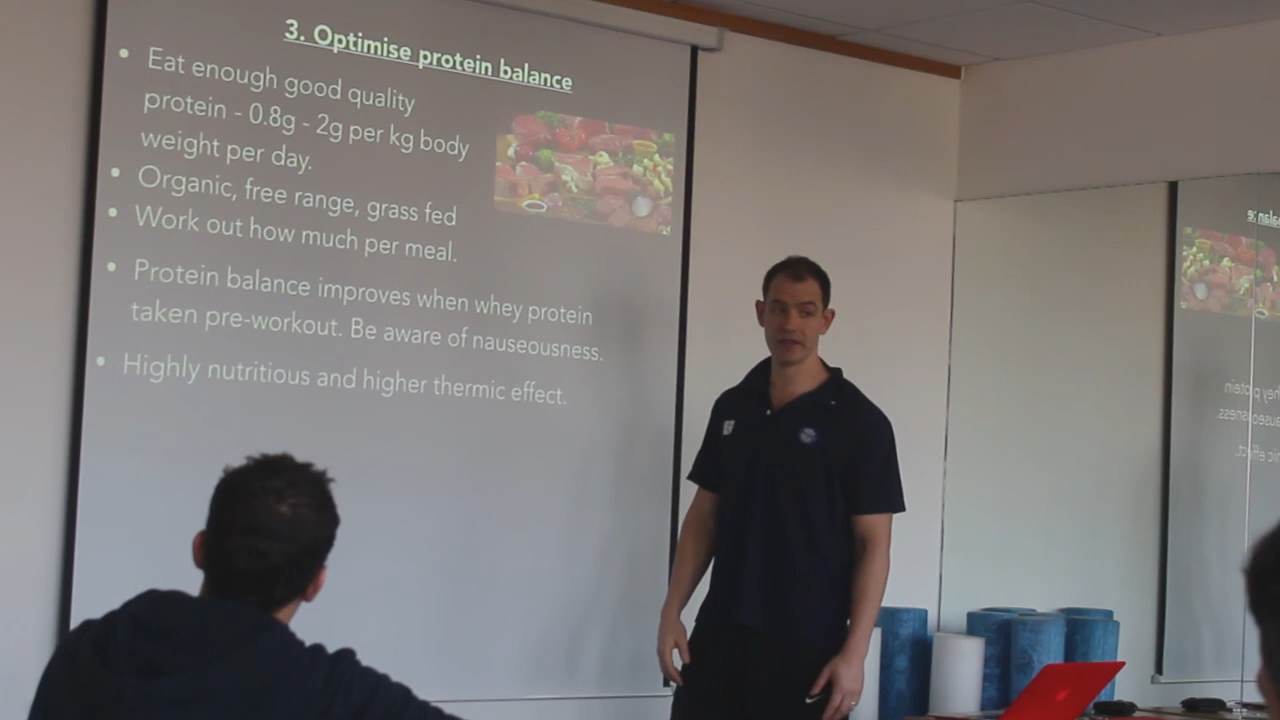 3. Optimise protein balance
• Eat enough good quality
protein - 0.8g - 2g per kg body
weight per day.
• Organic, free range, grass fed
• Work out how much per meal.
• Protein balance improves when whey protein
taken pre-workout. Be aware of nauseousness.
• Highly nutritious and higher thermic effect.